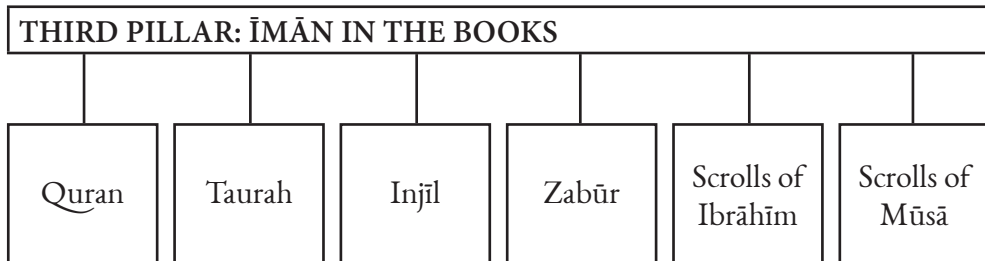 THIRD PILLAR: ĪMĀN IN THE BOOKS
Quran
Taurah
Injīl
Zabūr
Scrolls of
Ibrāhīm
Scrolls of
Mūsā